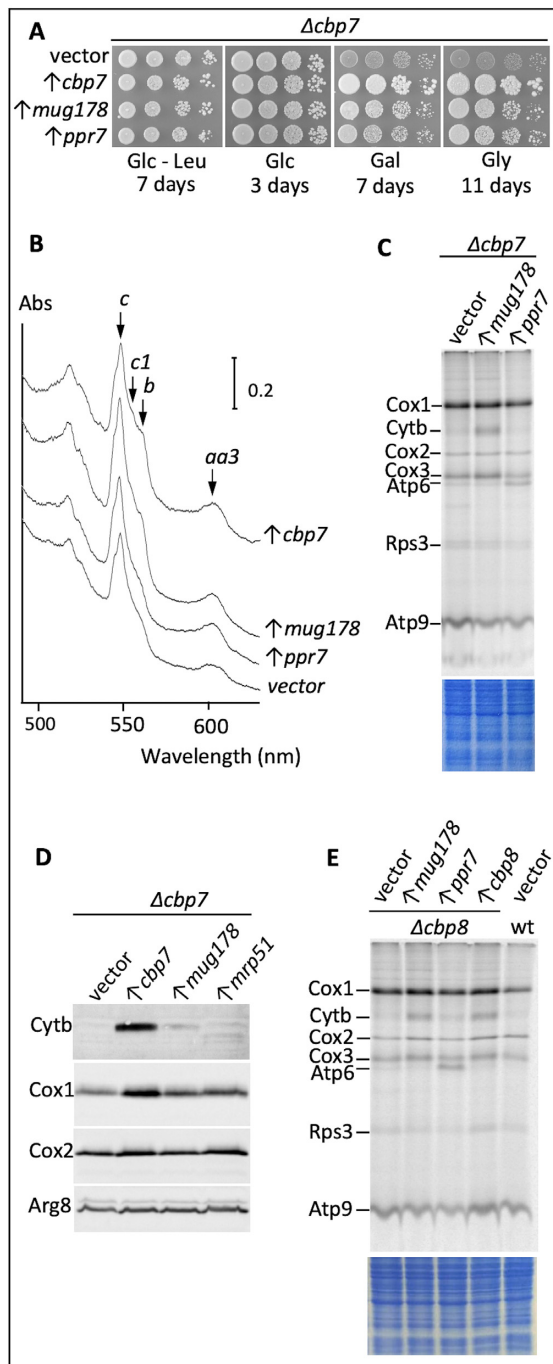 A
Δcbp7
vector
↑cbp7
↑mug178
↑ppr7
Glc - Leu
7 days
Glc
3 days
Gal
7 days
Gly
11 days
B
Abs
c
c1
b
aa3
0.2
↑cbp7
↑mug178
↑ppr7
vector
500 550 600
Wavelength (nm)
C
Δcbp7
vector
↑mug178
↑ppr7
Cox1
Cytb
Cox2
Cox3
Atp6
Rps3
Atp9
D
Δcbp7
vector
↑cbp7
↑mug178
↑mrp51
Cytb
Cox1
Cox2
Arg8
E
vector
↑mug178
↑ppr7
↑cbp8
vector
Δcbp8
wt
Cox1
Cytb
Cox2
Cox3
Atp6
Rps3
Atp9